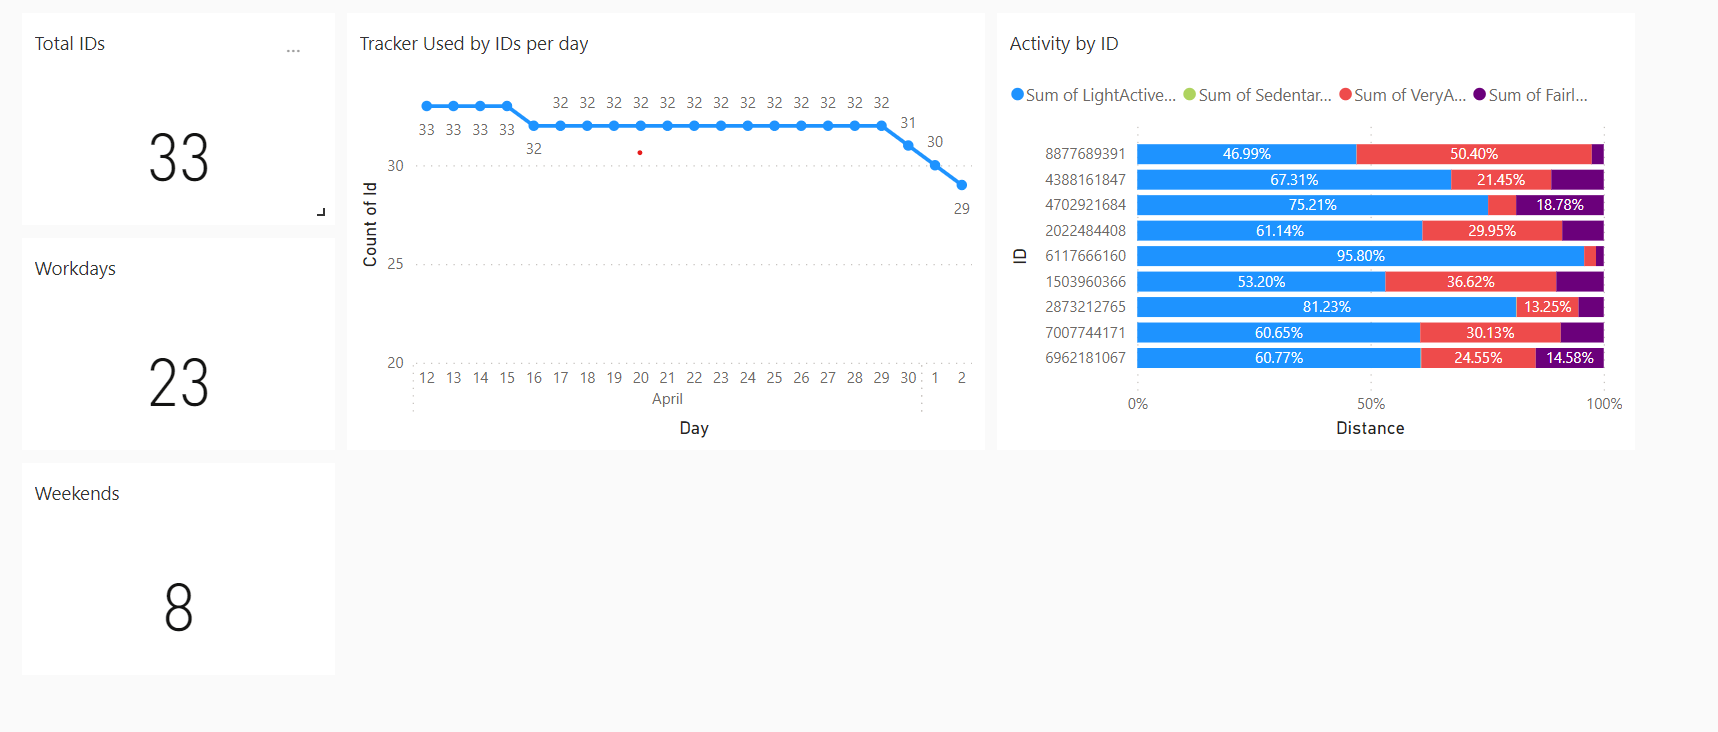 Total IDs
...
33
Workdays
23
Weekends
8
Tracker Used by IDs per day
32 32 32 32 32 32 32 32 32 32 32 32 32
33 33 33 33
31
30
32
29
30
25
20
Count of Id
12 13 14 15 16 17 18 19 20 21 22 23 24 25 26 27 28 29 30 1 2
April
Day
Activity by ID
Sum of LightActive... Sum of Sedentar... Sum of VeryA... Sum of Fairl...
ID
8877689391 46.99% 50.40%
4388161847 67.31% 21.45%
4702921684 75.21% 18.78%
2022484408 61.14% 29.95%
6117666160 95.80%
1503960366 53.20% 36.62%
2873212765 81.23% 13.25%
7007744171 60.65% 30.13%
6962181067 60.77% 24.55% 14.58%
0% 50% 100%
Distance